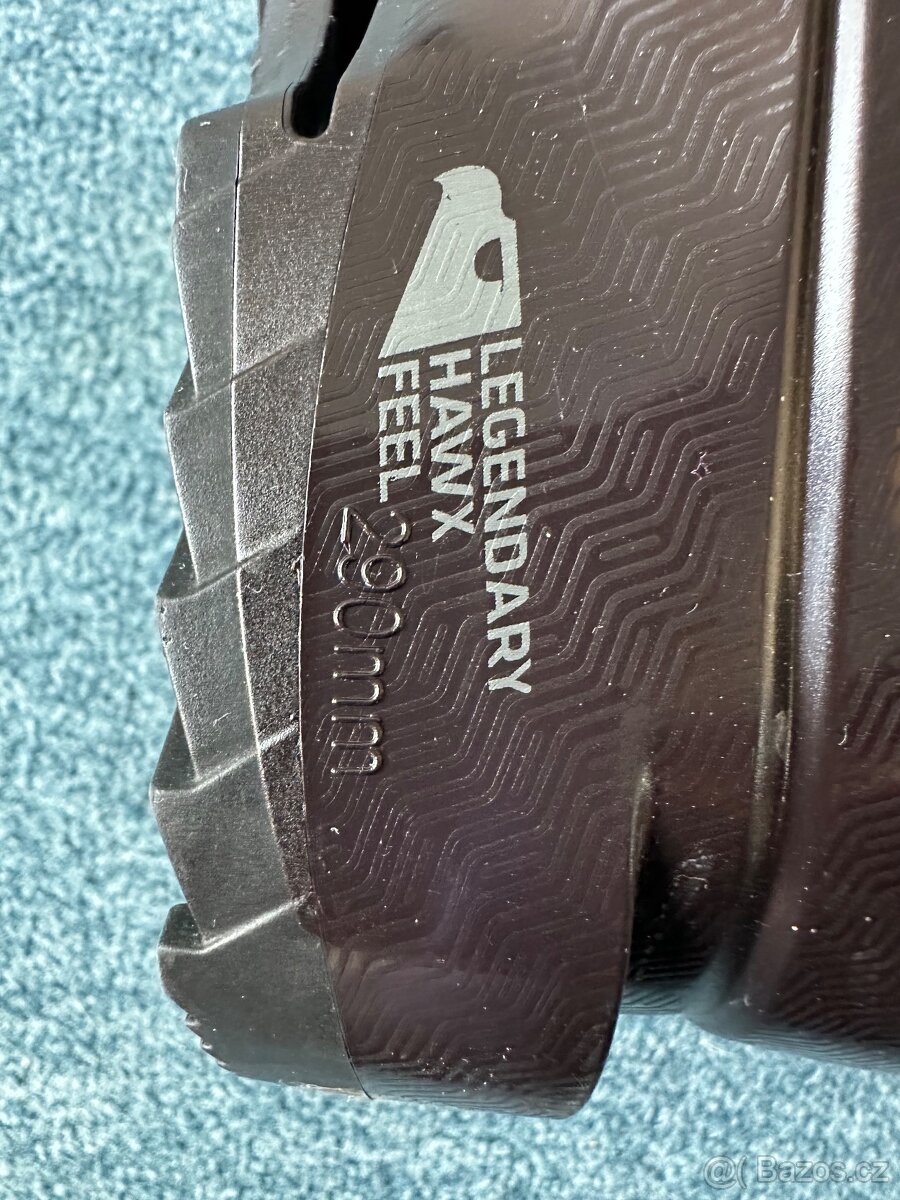 LEGENDARY
HAWX
FEEL
290mm
@( Bazos.cz